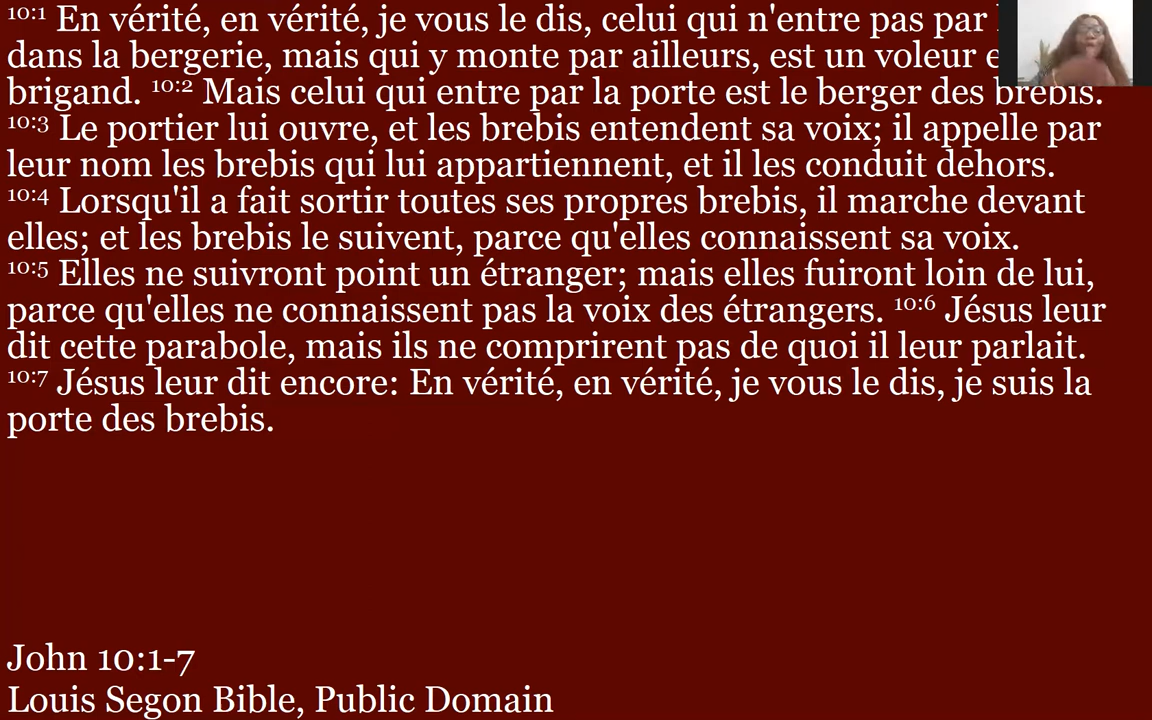 10:1 En vérité, en vérité, je vous le dis, celui qui n'entre pas par
dans la bergerie, mais qui y monte par ailleurs, est un voleur
brigand. 10:2 Mais celui qui entre par la porte est le berger des brebis.
10:3 Le portier lui ouvre, et les brebis entendent sa voix; il appelle par
leur nom les brebis qui lui appartiennent, et il les conduit dehors.
10:4 Lorsqu'il a fait sortir toutes ses propres brebis, il marche devant
elles; et les brebis le suivent, parce qu'elles connaissent sa voix.
10:5 Elles ne suivront point un étranger; mais elles fuiront loin de lui,
parce qu'elles ne connaissent pas la voix des étrangers. 10:6 Jésus leur
dit cette parabole, mais ils ne comprirent pas de quoi il leur parlait.
10:7 Jésus leur dit encore: En vérité, en vérité, je vous le dis, je suis la
porte des brebis.
John 10:1-7
Louis Segon Bible, Public Domain